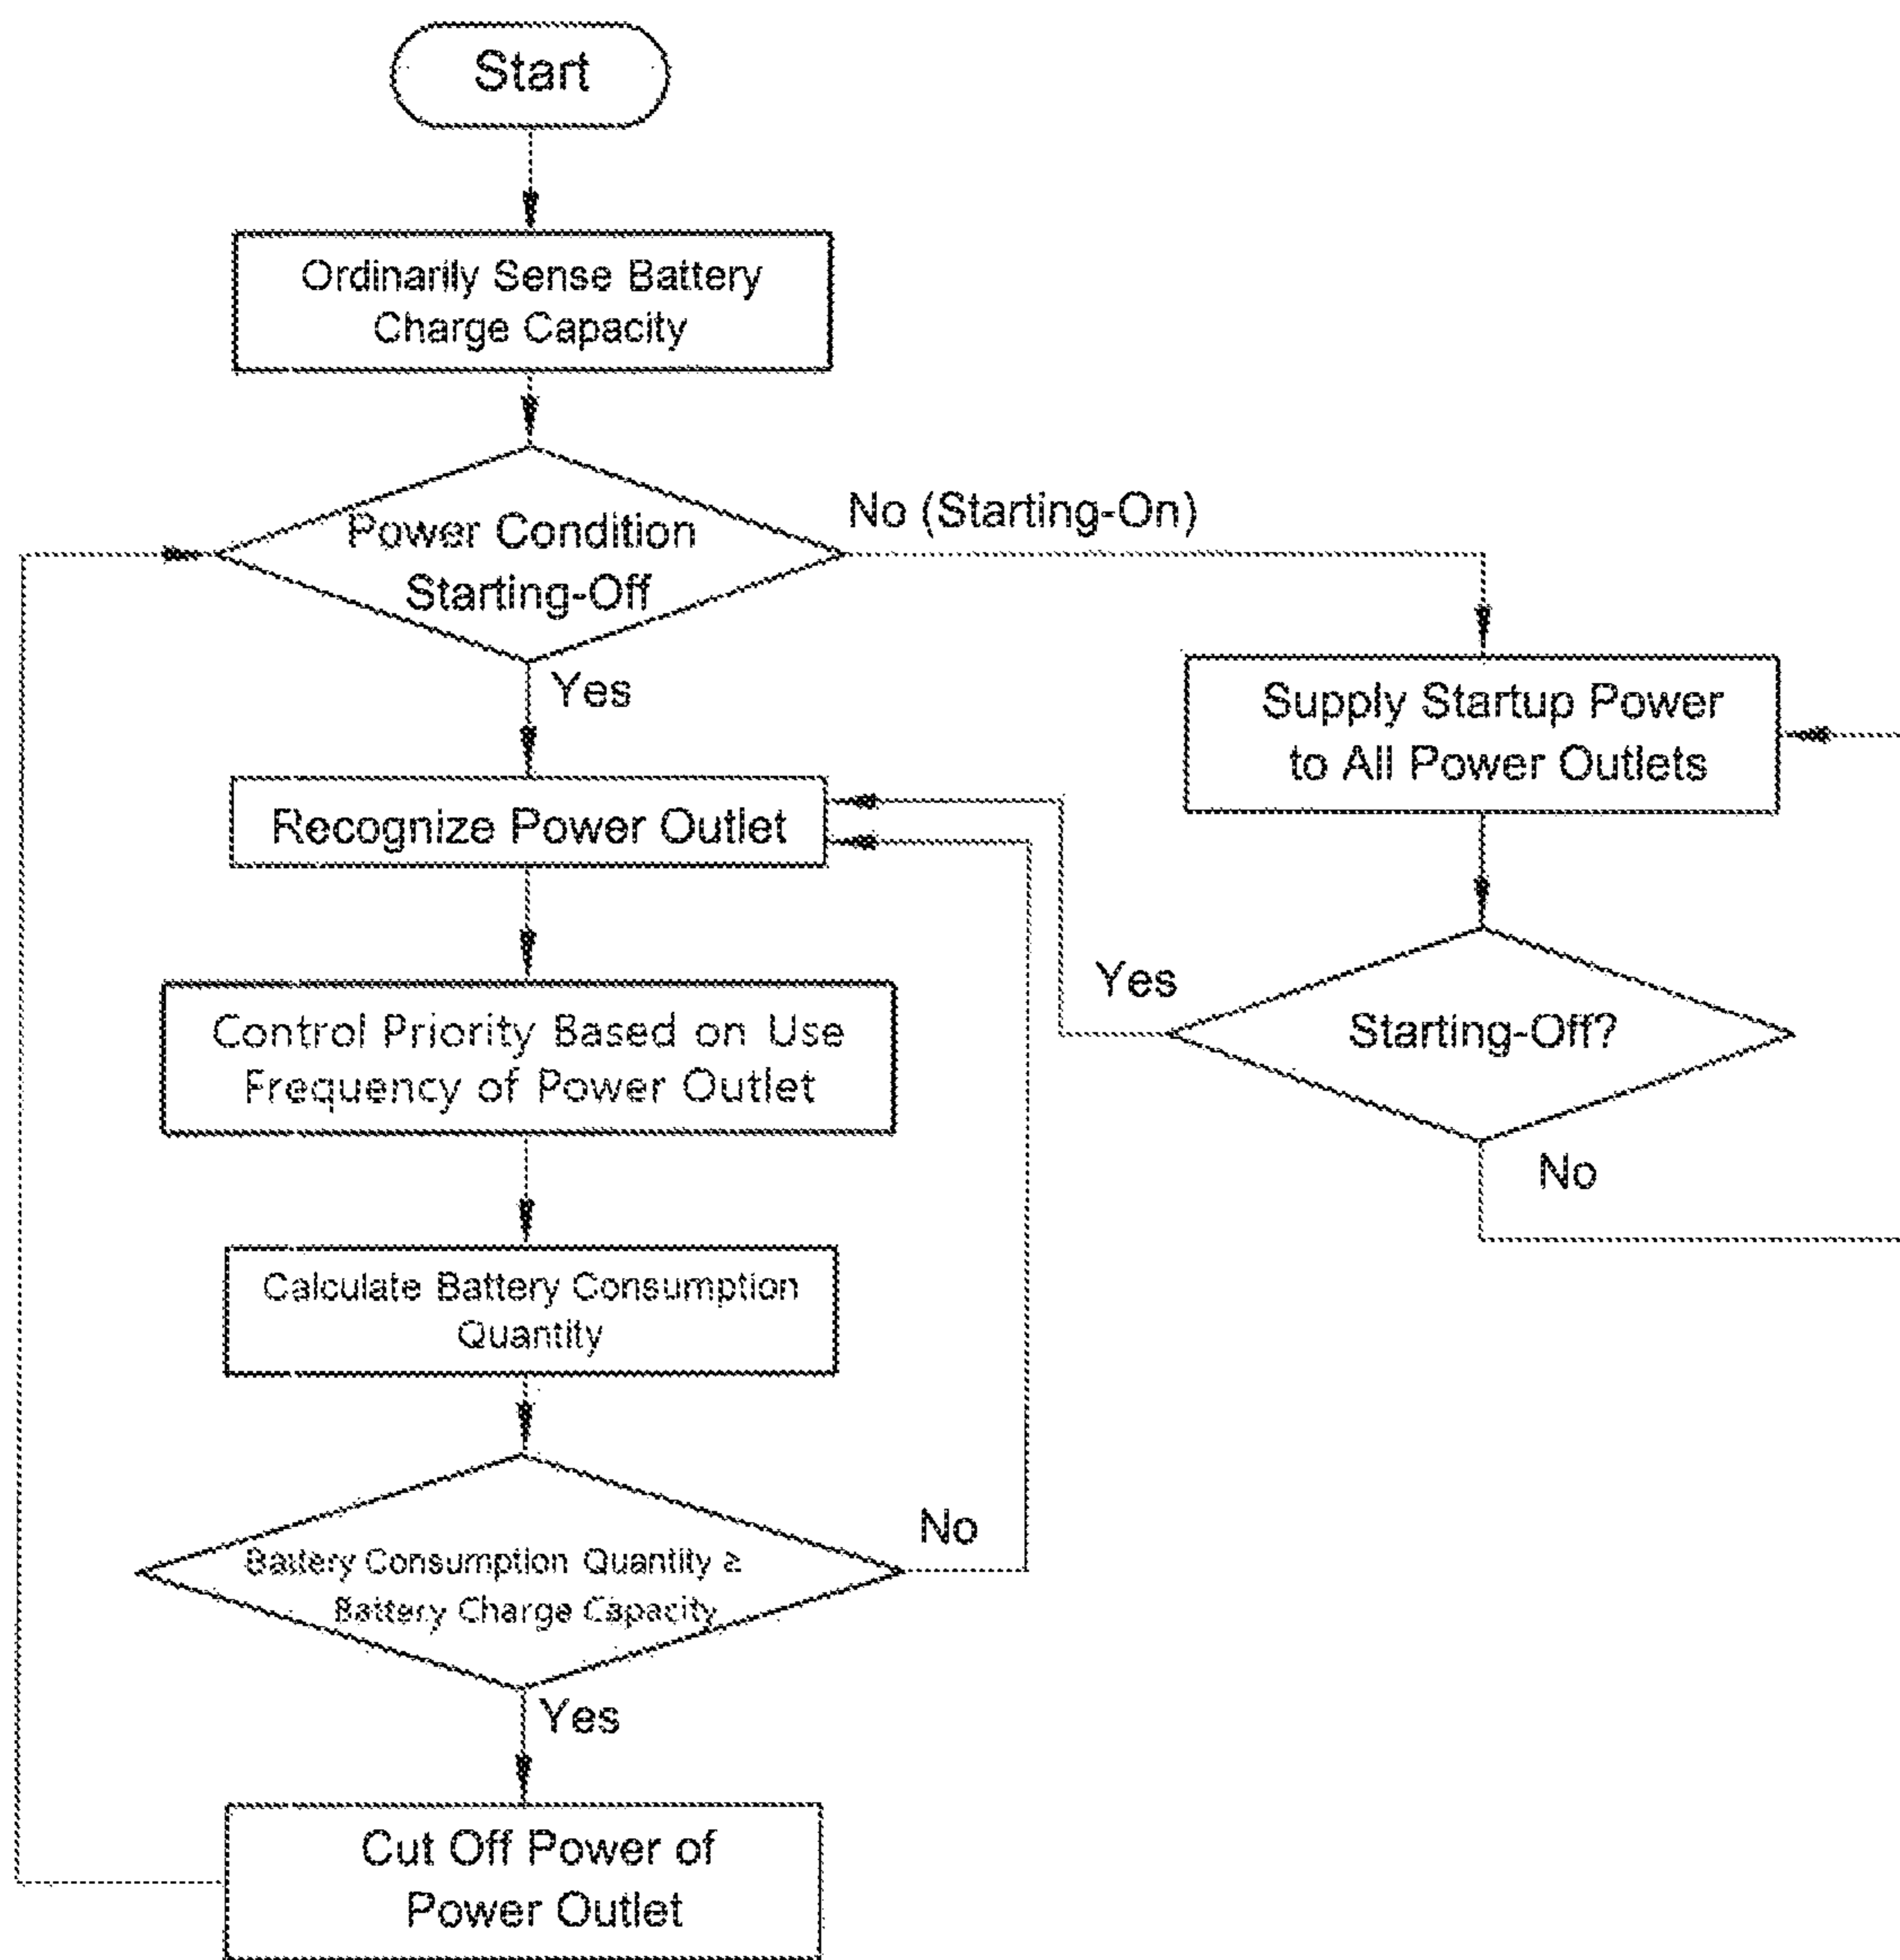 Start
Ordinarily Sense Battery
Charge Capacity
Power Condition
Starting-Off
No (Starting-On)
Yes
Supply Startup Power
to All Power Outlets
Recognize Power Outlet
Starting-Off?
Yes
No
Control Priority Based on Use
Frequency of Power Outlet
Calculate Battery Consumption
Quantity
Battery Consumption Quantity ≥
Battery Charge Capacity
No
Yes
Cut Off Power of
Power Outlet